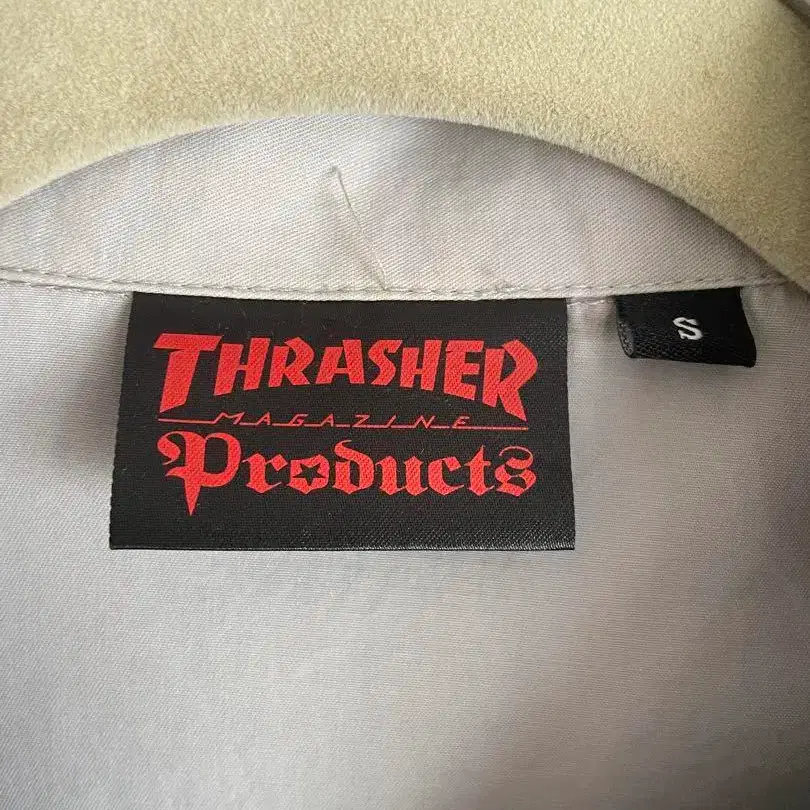 THRASHER
MAGAZINE
Products
S